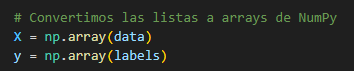 # Convertimos las listas a arrays de NumPy
X = np.array(data)
y = np.array(labels)